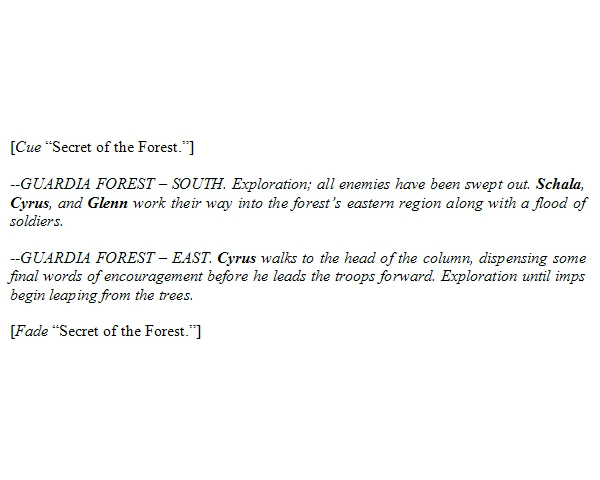 [Cue “Secret of the Forest.”]
--GUARDIA FOREST – SOUTH. Exploration; all enemies have been swept out. Schala,
Cyrus, and Glenn work their way into the forest’s eastern region along with a flood of
soldiers.
--GUARDIA FOREST – EAST. Cyrus walks to the head of the column, dispensing some
final words of encouragement before he leads the troops forward. Exploration until imps
begin leaping from the trees.
[Fade “Secret of the Forest.”]